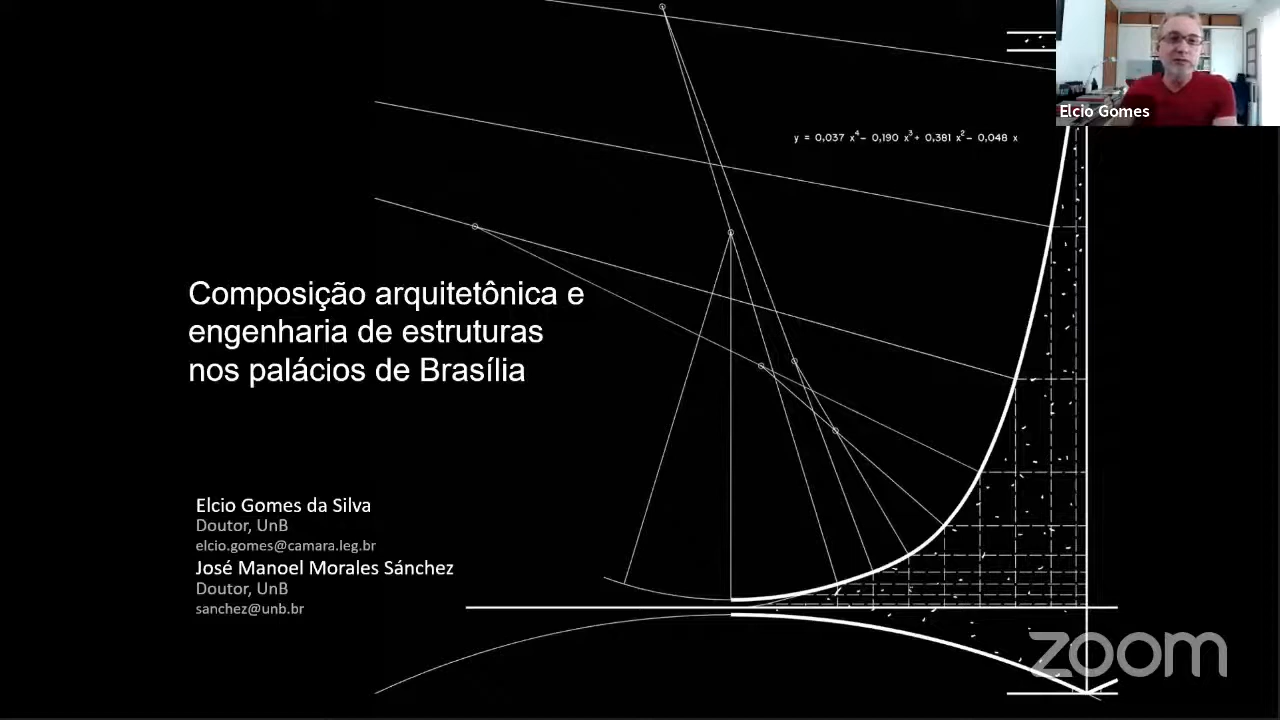 Elcio Gomes
y = 0,037 x⁴– 0,190 x³+ 0,381 x²– 0,048 x
Composição arquitetônica e
engenharia de estruturas
nos palácios de Brasília
Elcio Gomes da Silva
Doutor, UnB
elcio.gomes@camara.leg.br
José Manoel Morales Sánchez
Doutor, UnB
sanchez@unb.br
zoom